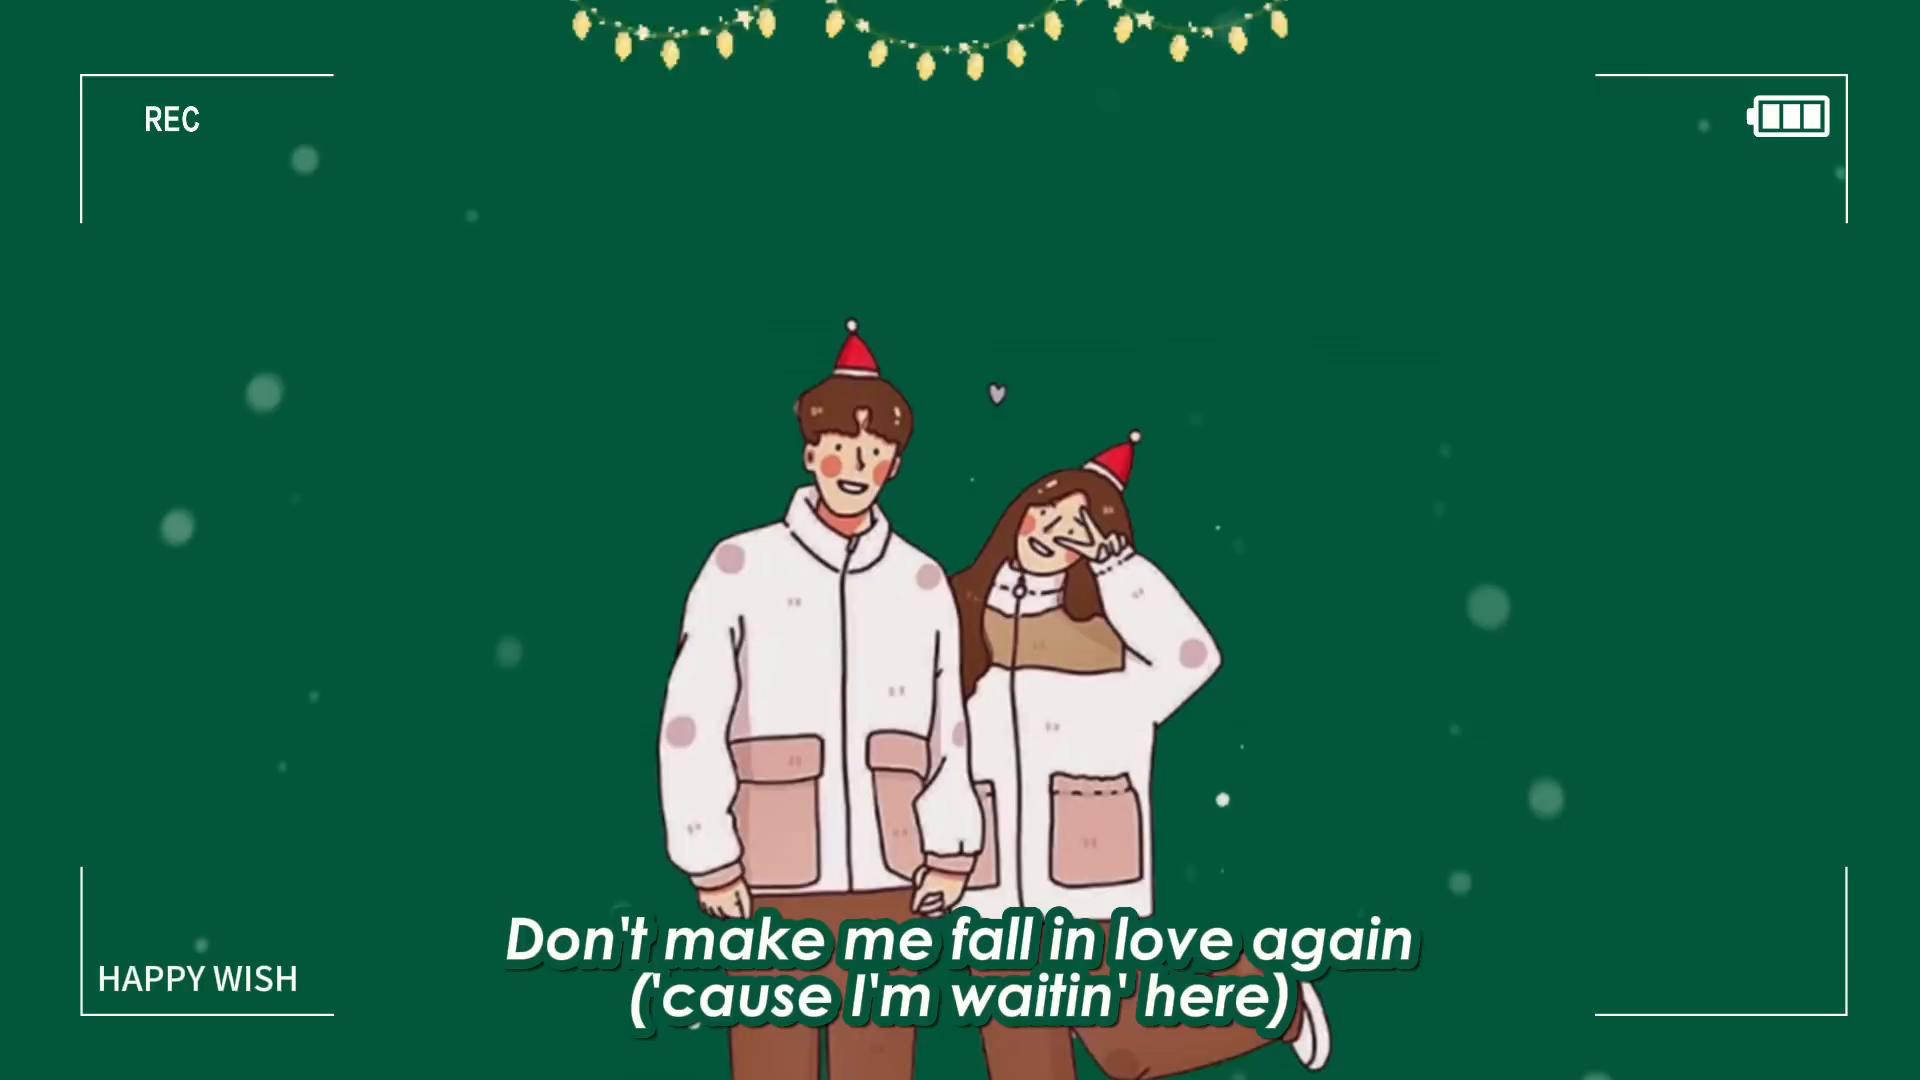 REC
HAPPY WISH
Don't make me fall in love again
('cause I'm waitin' here)